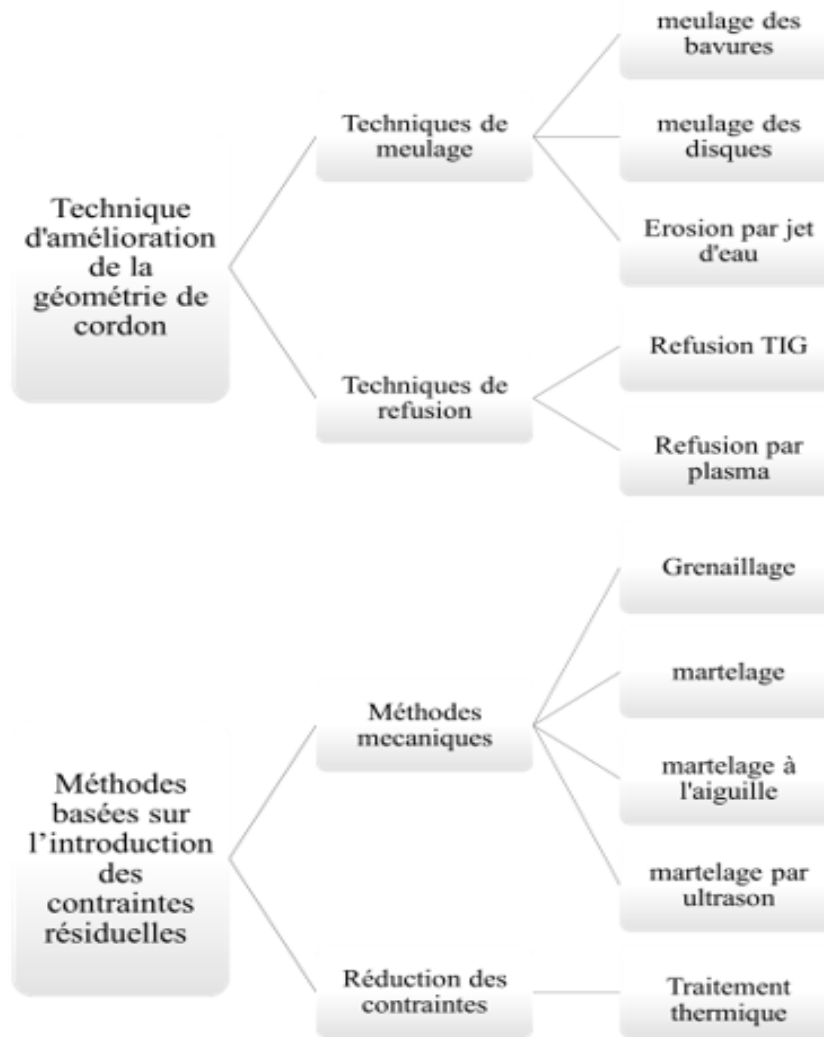 Technique
d'amélioration
de la
géométrie de
cordon
Techniques de
meulage
meulage des
bavures
meulage des
disques
Erosion par jet
d'eau
Techniques de
refusion
Refusion TIG
Refusion par
plasma
Méthodes
basées sur
l’introduction
des
contraintes
résiduelles
Méthodes
mecaniques
Grenaillage
martelage
martelage à
l'aiguille
martelage par
ultrason
Réduction des
contraintes
Traitement
thermique